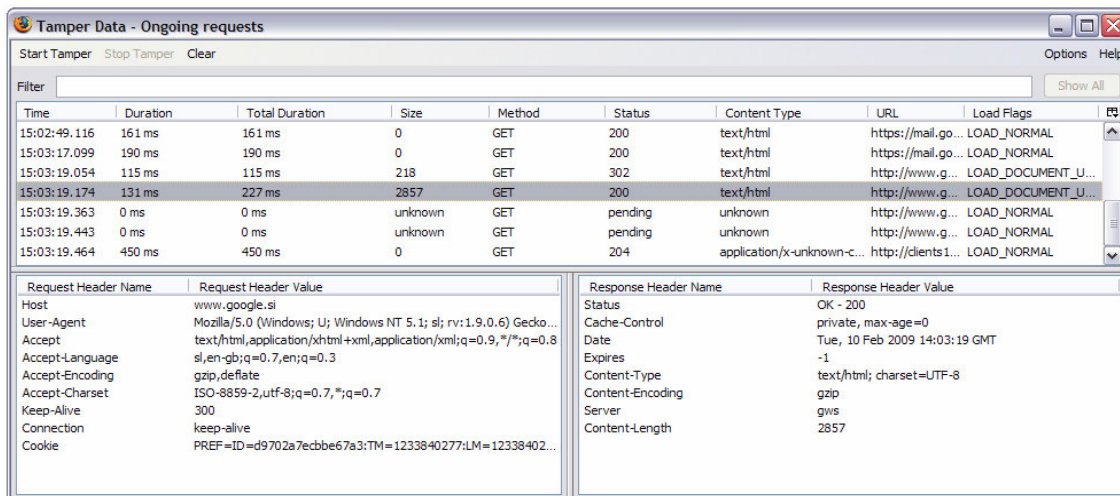 Tamper Data - Ongoing requests
Start Tamper Stop Tamper Clear Options Help
Filter Show All
Time Duration Total Duration Size Method Status Content Type URL Load Flags
15:02:49.116 161 ms 161 ms 0 GET 200 text/html https://mail.go... LOAD_NORMAL
15:03:17.099 190 ms 190 ms 0 GET 200 text/html https://mail.go... LOAD_NORMAL
15:03:19.054 115 ms 115 ms 218 GET 302 text/html http://www.g... LOAD_DOCUMENT_U...
15:03:19.174 131 ms 227 ms 2857 GET 200 text/html http://www.g... LOAD_DOCUMENT_U...
15:03:19.363 0 ms 0 ms unknown GET pending unknown http://www.g... LOAD_NORMAL
15:03:19.443 0 ms 0 ms unknown GET pending unknown http://www.g... LOAD_NORMAL
15:03:19.464 450 ms 450 ms 0 GET 204 application/x-unknown-c... http://clients1... LOAD_NORMAL
Request Header Name Request Header Value
Host www.google.si
User-Agent Mozilla/5.0 (Windows; U; Windows NT 5.1; sl; rv:1.9.0.6) Gecko...
Accept text/html,application/xhtml+xml,application/xml;q=0.9,*/*;q=0.8
Accept-Language sl,en-gb;q=0.7,en;q=0.3
Accept-Encoding gzip,deflate
Accept-Charset ISO-8859-2,utf-8;q=0.7,*;q=0.7
Keep-Alive 300
Connection keep-alive
Cookie PREF=ID=d9702a7ecbbe67a3:TM=1233840277:LM=12338402...
Response Header Name Response Header Value
Status OK - 200
Cache-Control private, max-age=0
Date Tue, 10 Feb 2009 14:03:19 GMT
Expires -1
Content-Type text/html; charset=UTF-8
Content-Encoding gzip
Server gws
Content-Length 2857